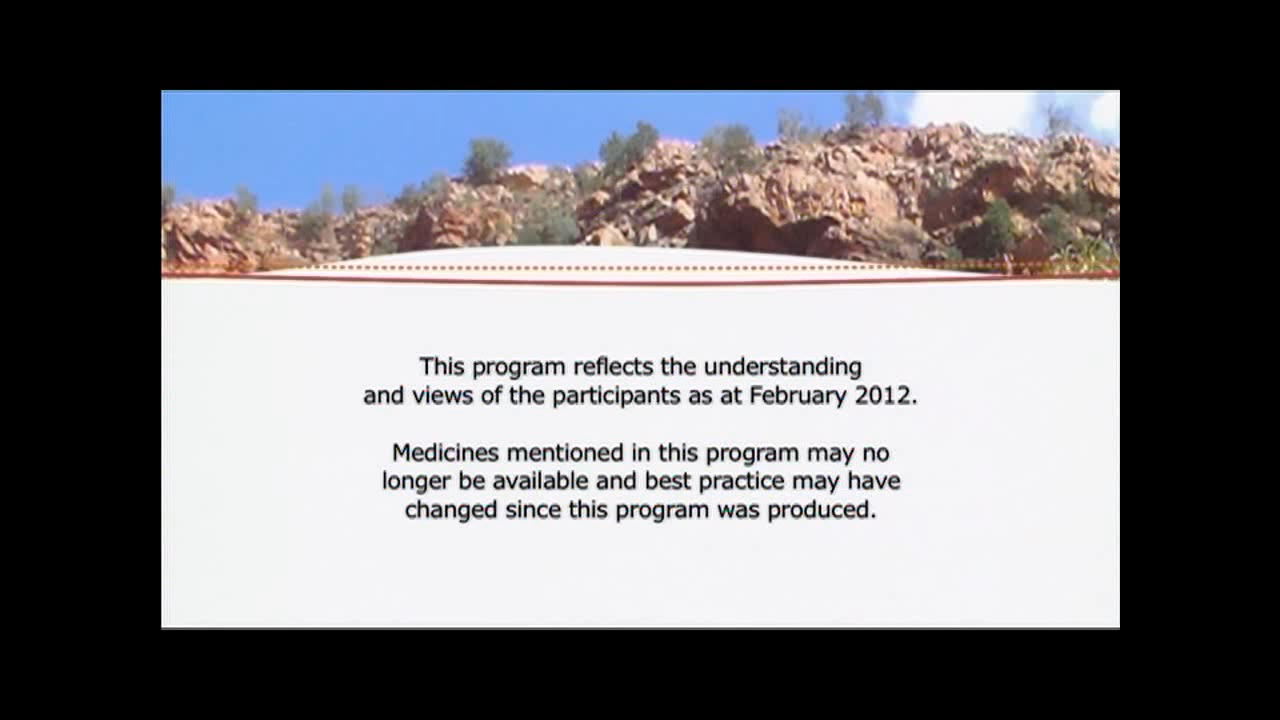 This program reflects the understanding
and views of the participants as at February 2012.
Medicines mentioned in this program may no
longer be available and best practice may have
changed since this program was produced.